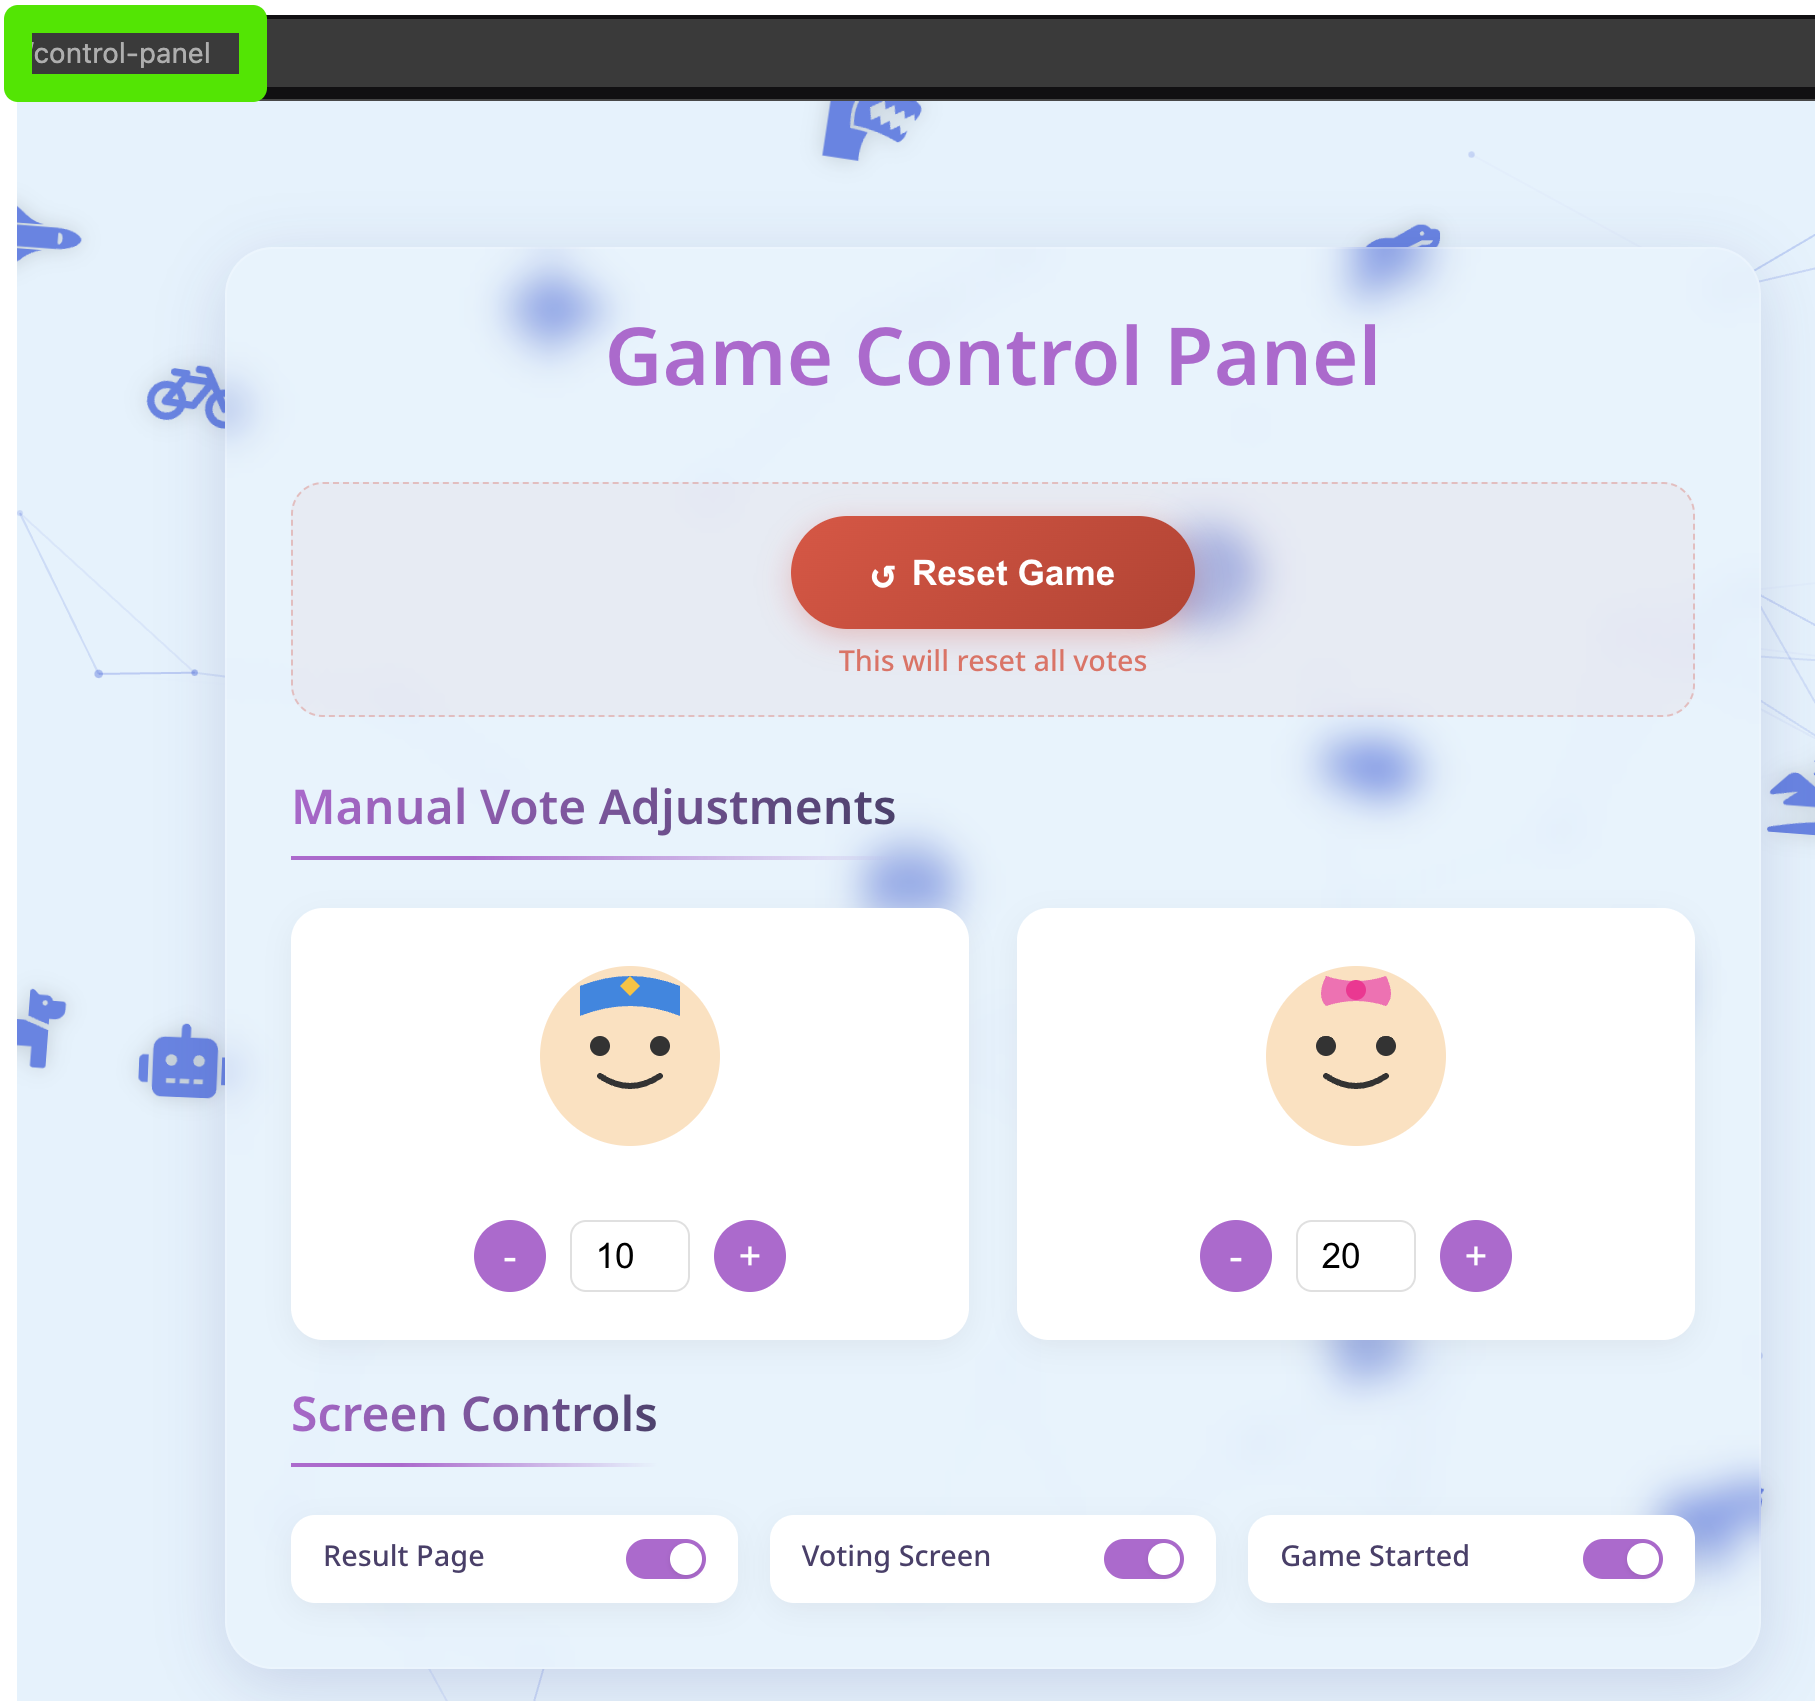 /control-panel
Game Control Panel
↺ Reset Game
This will reset all votes
Manual Vote Adjustments
- 10 +
- 20 +
Screen Controls
Result Page
Voting Screen
Game Started